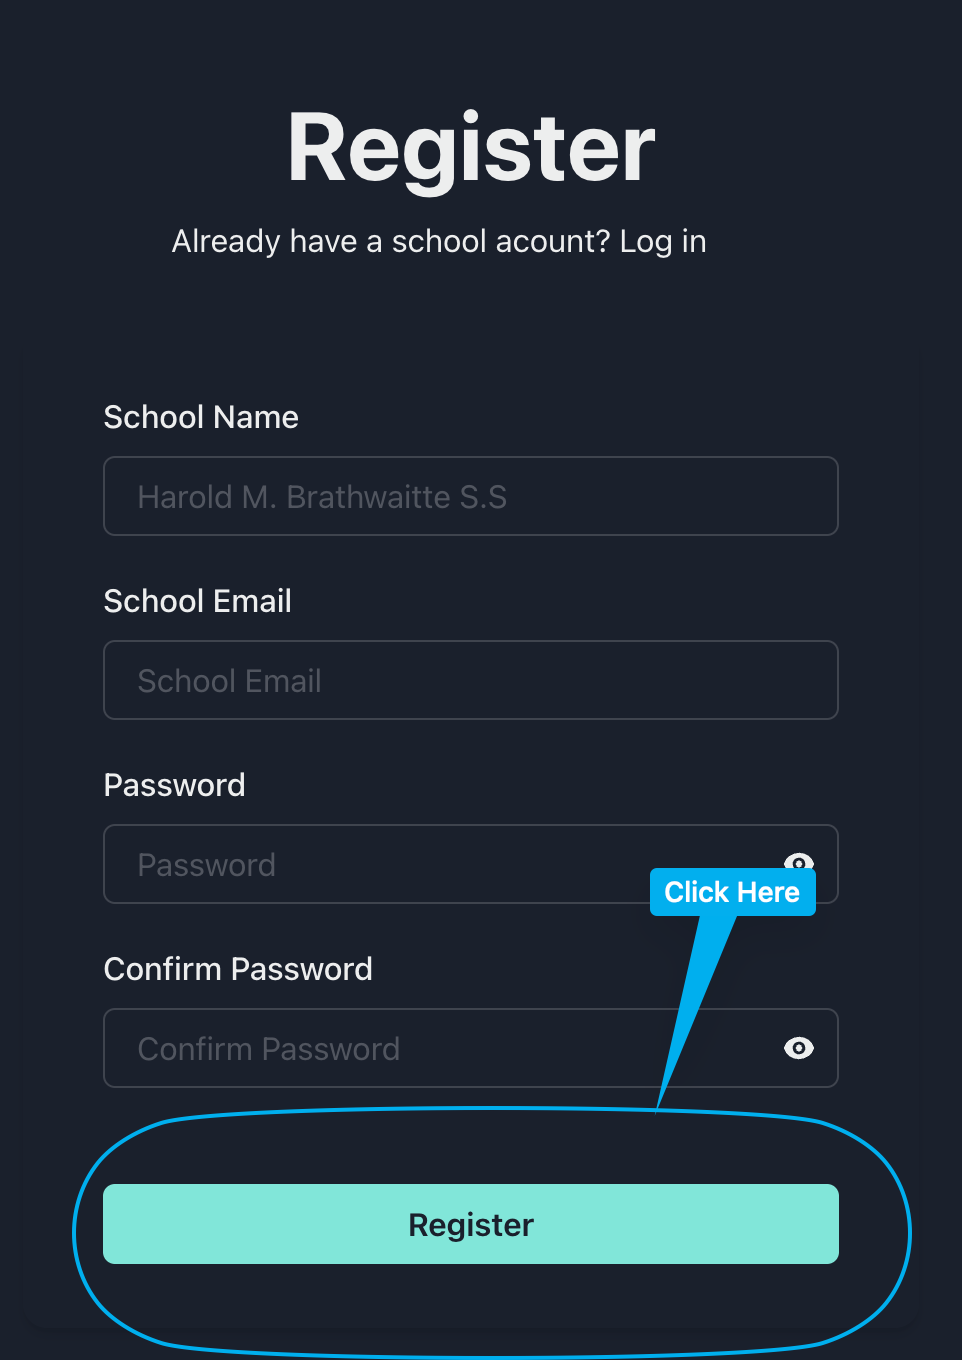 Register
Already have a school acount? Log in
School Name
Harold M. Brathwaitte S.S
School Email
School Email
Password
Password
Click Here
Confirm Password
Confirm Password
Register